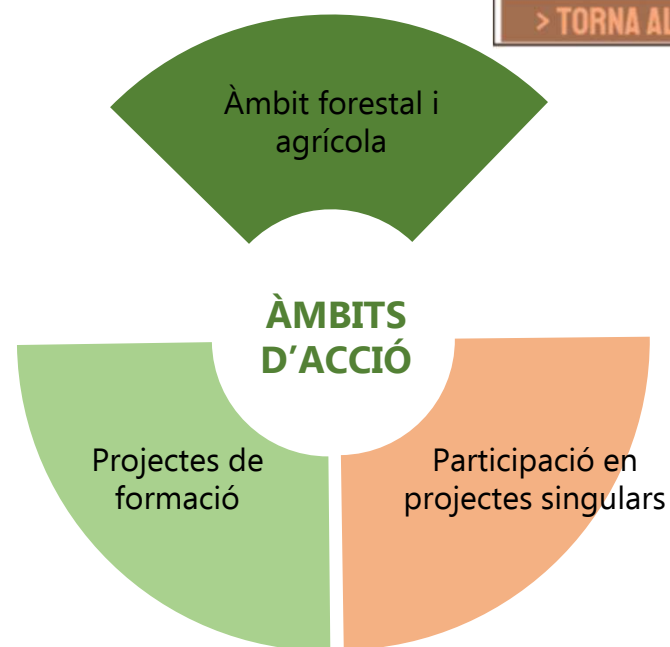 > TORNA AL
Àmbit forestal i
agrícola
ÀMBITS
D’ACCIÓ
Projectes de
formació
Participació en
projectes singulars